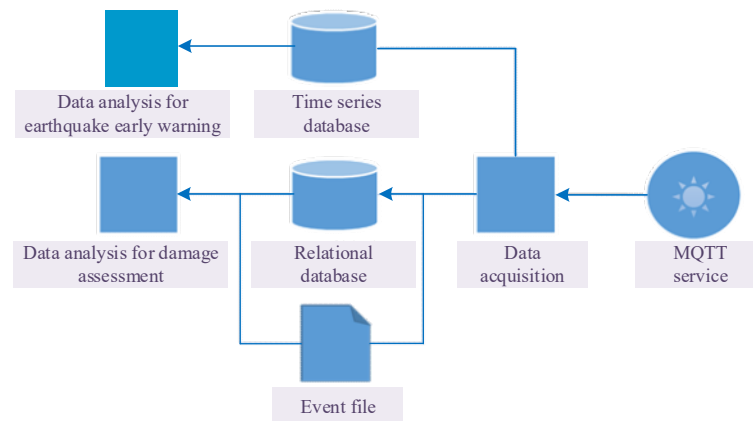 Data analysis for
earthquake early warning
Time series
database
Data analysis for damage
assessment
Relational
database
Data
acquisition
MQTT
service
Event file